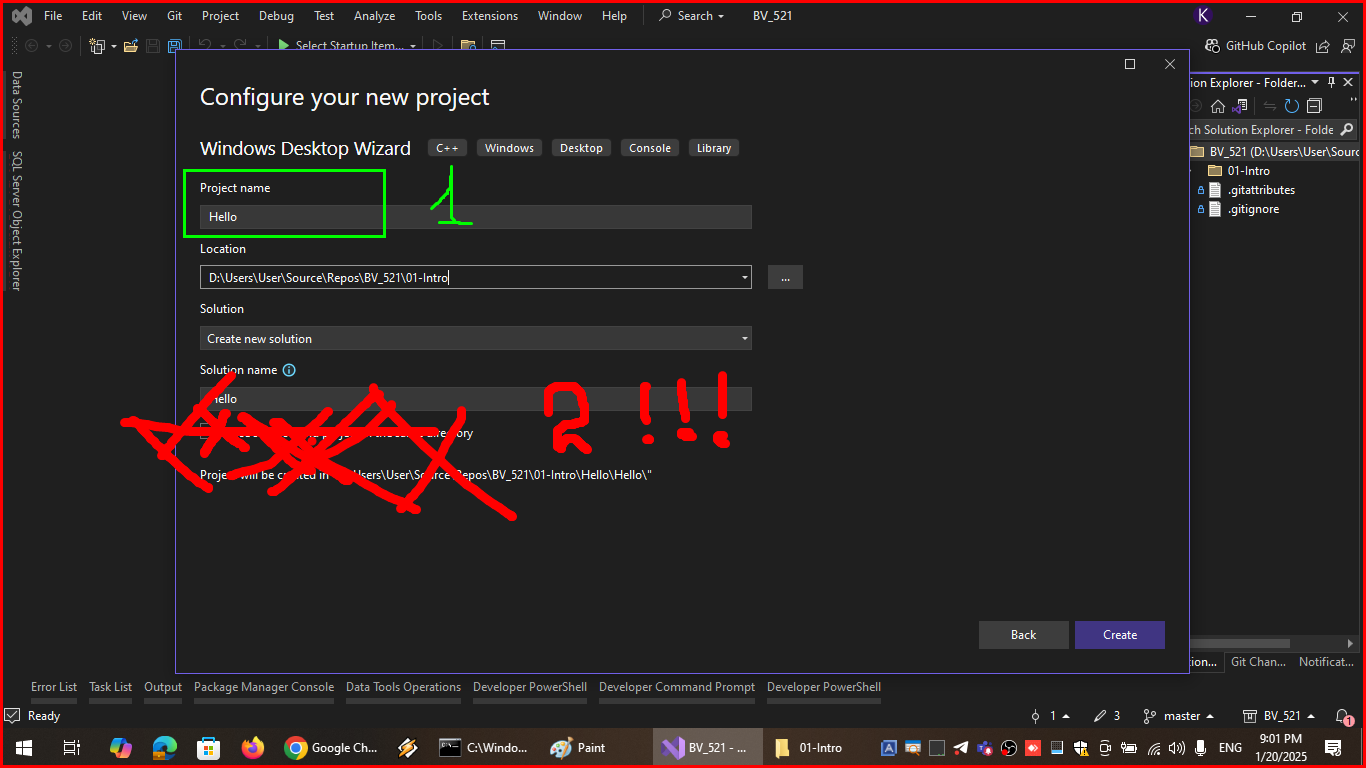 File Edit View Git Project Debug Test Analyze Tools Extensions Window Help Search BV_521 K
Select Startup Item... GitHub Copilot
Data Sources
SQL Server Object Explorer
Configure your new project
Windows Desktop Wizard C++ Windows Desktop Console Library
Project name
Hello
1
Location
D:\Users\User\Source\Repos\BV_521\01-Intro
...
Solution
Create new solution
Solution name
Hello
2 !!!
directory
Project will be created in Users\User\Source\Repos\BV_521\01-Intro\Hello\Hello\"
Back Create
ion Explorer - Folder...
ch Solution Explorer - Folde
BV_521 (D:\Users\User\Sourc
01-Intro
.gitattributes
.gitignore
ion... Git Chan... Notificat...
Error List Task List Output Package Manager Console Data Tools Operations Developer PowerShell Developer Command Prompt Developer PowerShell
Ready 1 3 master BV_521 1
Google Ch... C:\Windo... Paint BV_521 - ... 01-Intro ENG 9:01 PM
1/20/2025